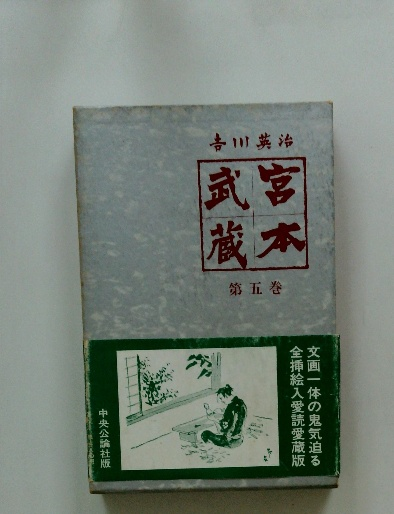 吉川英治
宮本
武蔵
第五巻
文画一体の鬼気迫る
全挿絵入愛読愛蔵版
中央公論社版